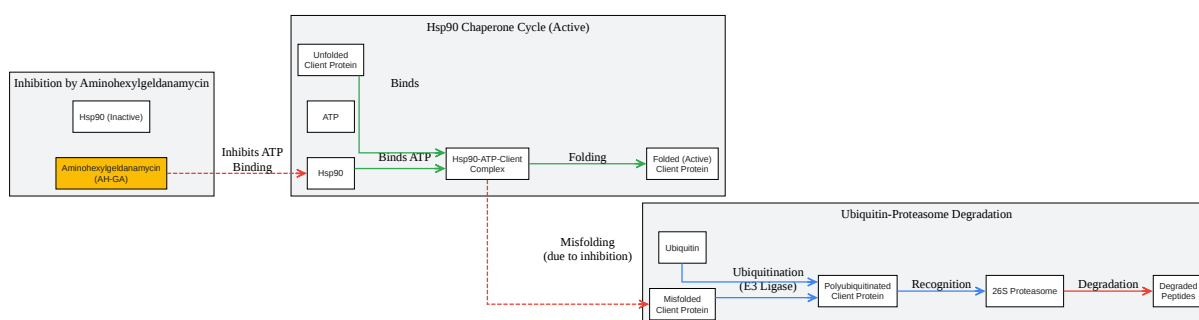 Hsp90 Chaperone Cycle (Active)
Unfolded
Client Protein
Binds
ATP
Hsp90
Binds ATP
Hsp90-ATP-Client
Complex
Folding
Folded (Active)
Client Protein
Inhibition by Aminohexylgeldanamycin
Hsp90 (Inactive)
Aminohexylgeldanamycin
(AH-GA)
Inhibits ATP
Binding
Misfolding
(due to inhibition)
Ubiquitin-Proteasome Degradation
Ubiquitin
Misfolded
Client Protein
Ubiquitination
(E3 Ligase)
Polyubiquitinated
Client Protein
Recognition
26S Proteasome
Degradation
Degraded
Peptides